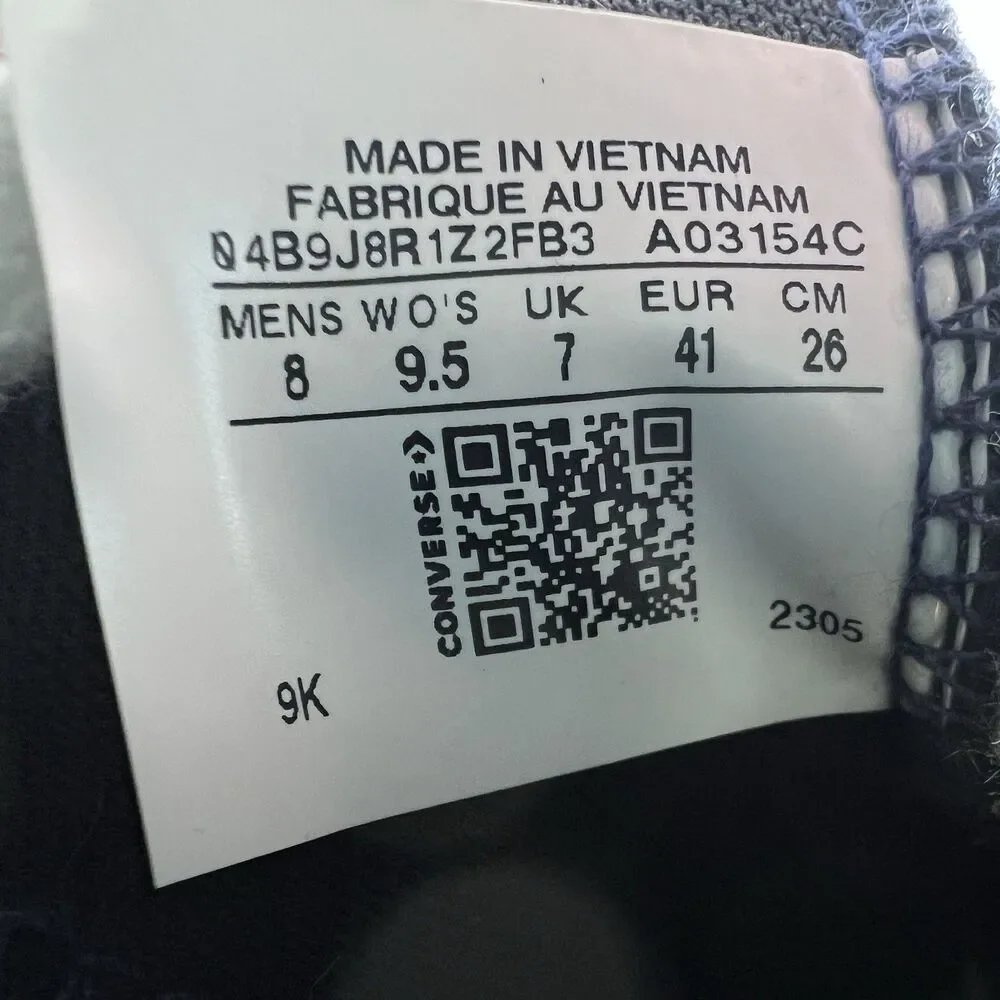 MADE IN VIETNAM
FABRIQUE AU VIETNAM
04B9J8R1Z2FB3 A03154C
MENS WO'S UK EUR CM
8 9.5 7 41 26
CONVERSE
2305
9K